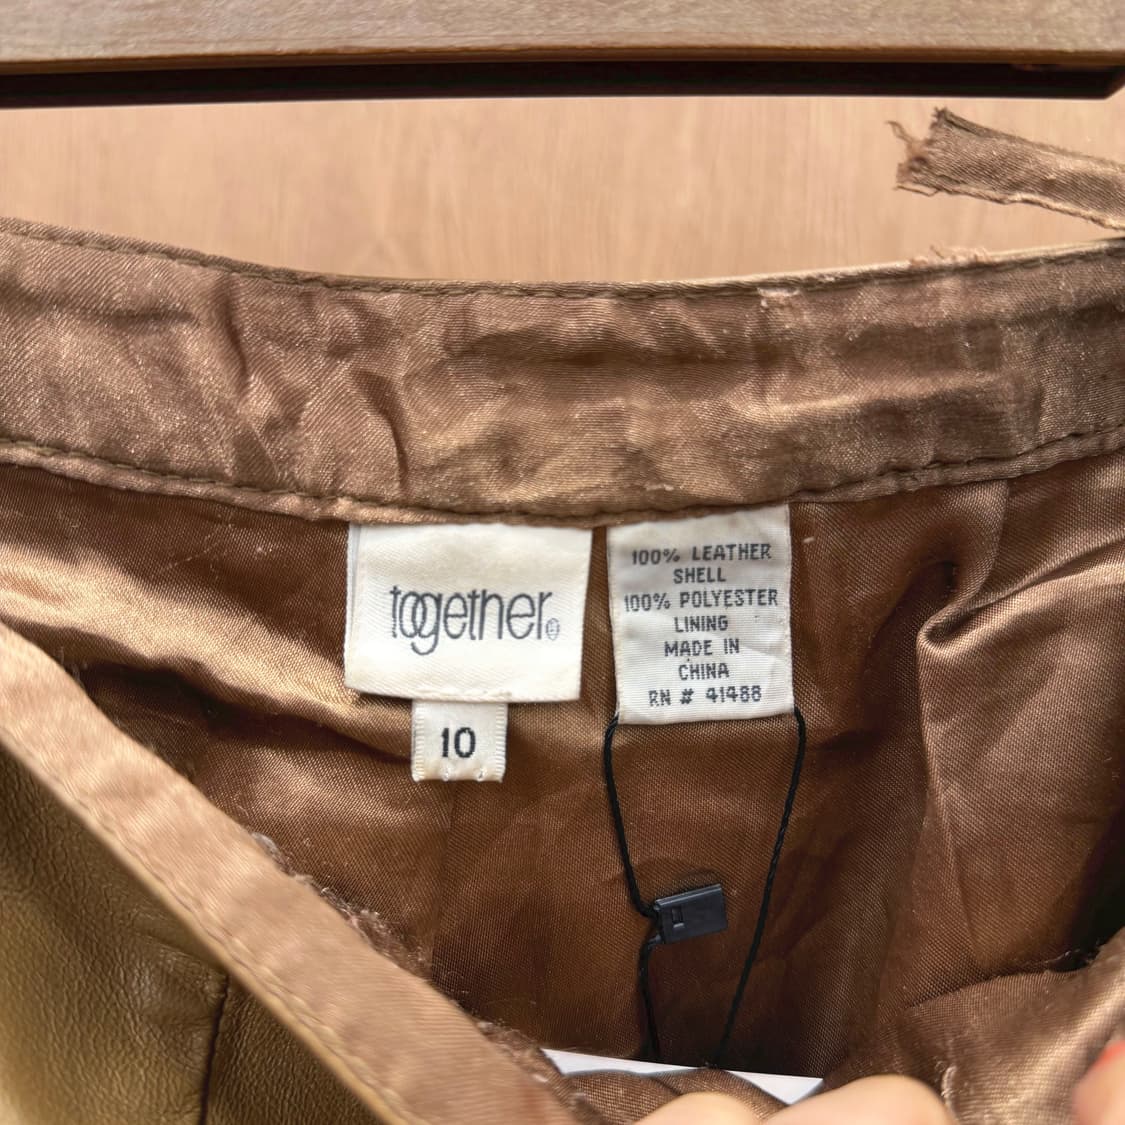 together®
10
100% LEATHER
SHELL
100% POLYESTER
LINING
MADE IN
CHINA
RN # 41488